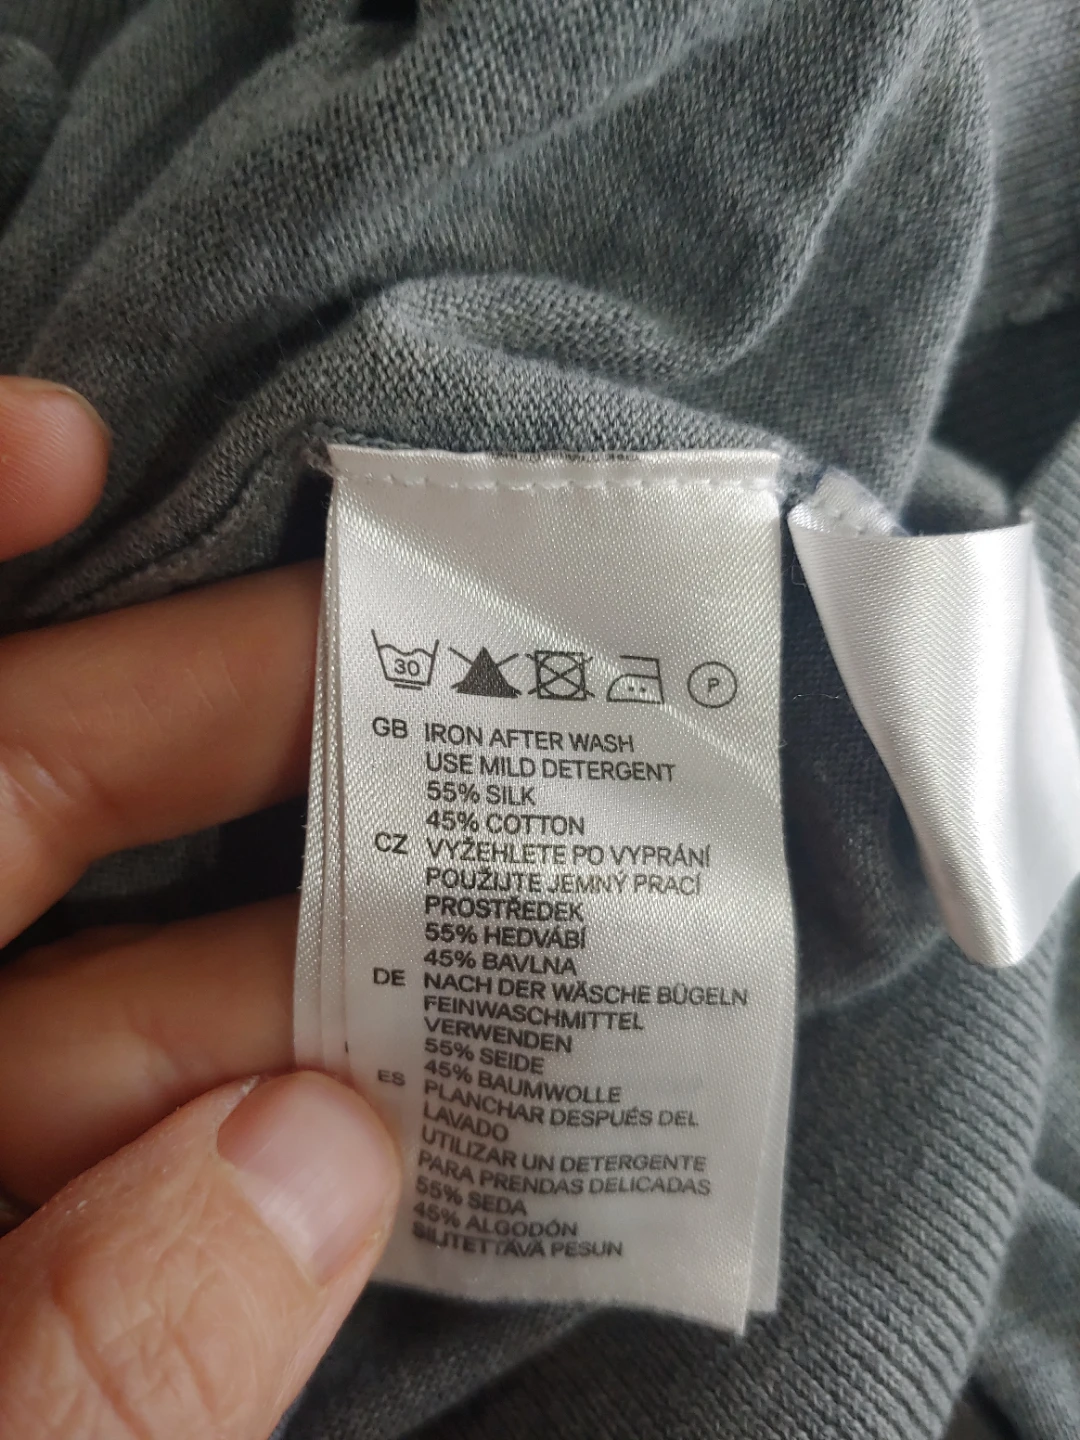 30
P
GB IRON AFTER WASH
USE MILD DETERGENT
55% SILK
45% COTTON
CZ VYŽEHLETE PO VYPRÁNÍ
POUŽIJTE JEMNÝ PRACÍ
PROSTŘEDEK
55% HEDVÁBÍ
45% BAVLNA
DE NACH DER WÄSCHE BÜGELN
FEINWASCHMITTEL
VERWENDEN
55% SEIDE
45% BAUMWOLLE
ES PLANCHAR DESPUÉS DEL
LAVADO
UTILIZAR UN DETERGENTE
PARA PRENDAS DELICADAS
55% SEDA
45% ALGODÓN
SILITETTÄVÄ PESUN